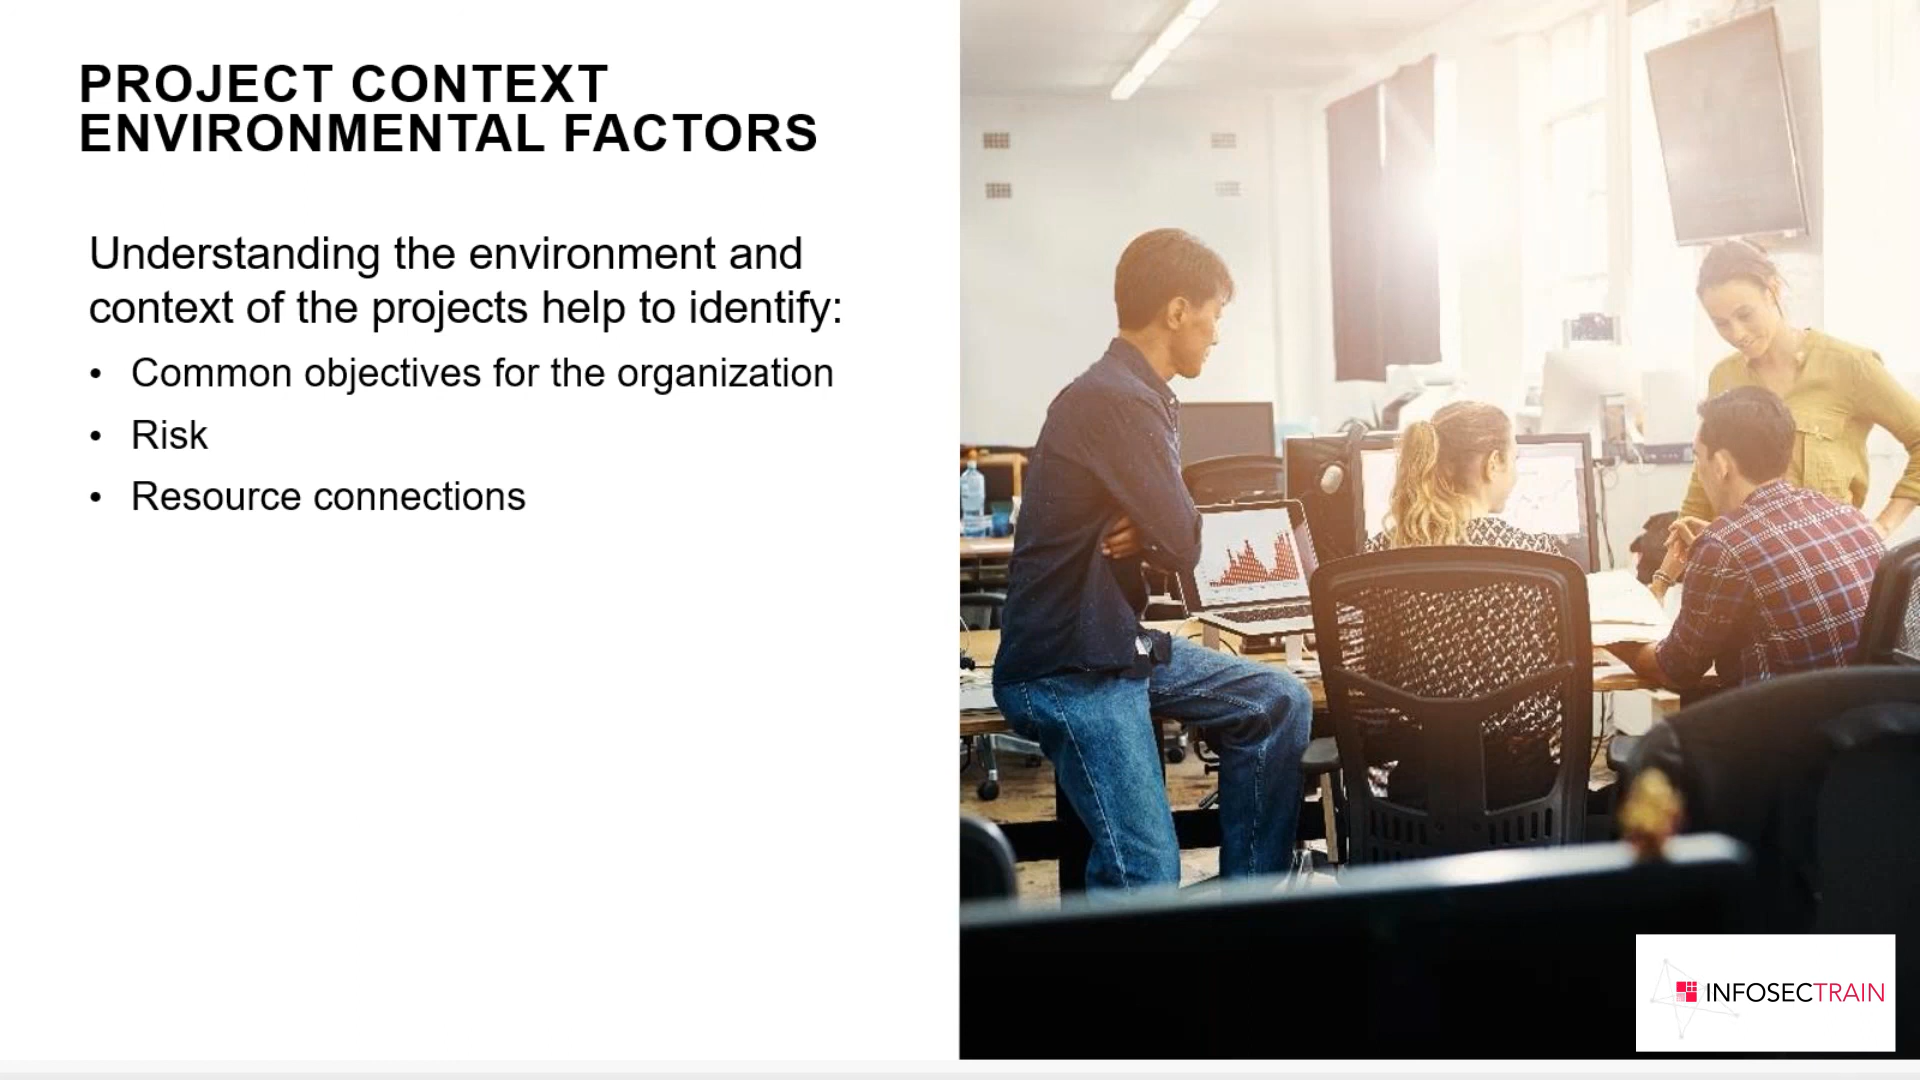 PROJECT CONTEXT
ENVIRONMENTAL FACTORS
Understanding the environment and
context of the projects help to identify:
• Common objectives for the organization
• Risk
• Resource connections
INFOSECTRAIN